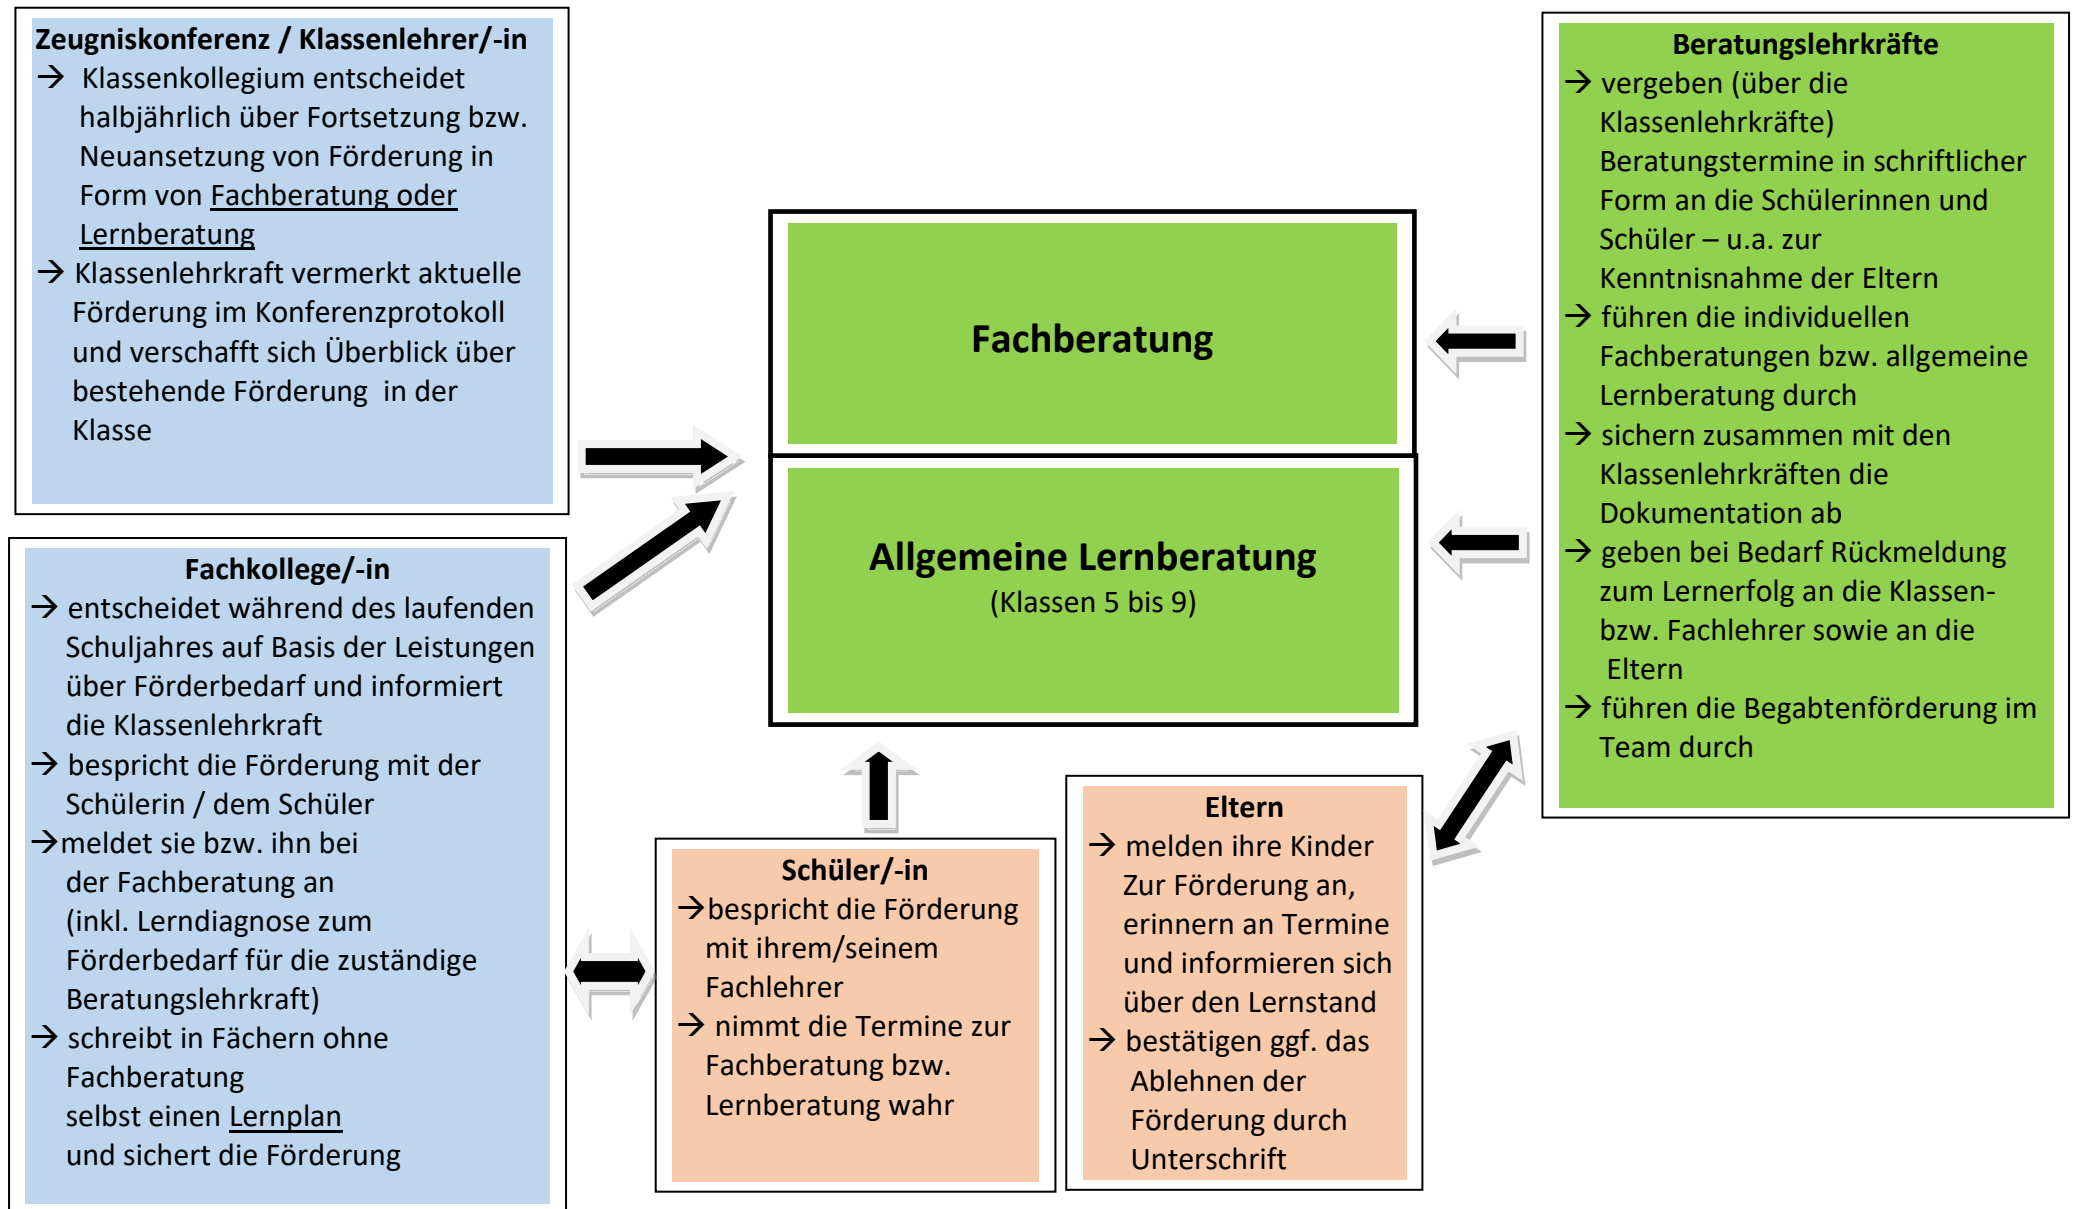 Zeugniskonferenz / Klassenlehrer/-in
→ Klassenkollegium entscheidet
halbjährlich über Fortsetzung bzw.
Neuansetzung von Förderung in
Form von Fachberatung oder
Lernberatung
→ Klassenlehrkraft vermerkt aktuelle
Förderung im Konferenzprotokoll
und verschafft sich Überblick über
bestehende Förderung in der
Klasse
Fachkollege/-in
→ entscheidet während des laufenden
Schuljahres auf Basis der Leistungen
über Förderbedarf und informiert
die Klassenlehrkraft
→ bespricht die Förderung mit der
Schülerin / dem Schüler
→meldet sie bzw. ihn bei
der Fachberatung an
(inkl. Lerndiagnose zum
Förderbedarf für die zuständige
Beratungslehrkraft)
→ schreibt in Fächern ohne
Fachberatung
selbst einen Lernplan
und sichert die Förderung
Fachberatung
Allgemeine Lernberatung
(Klassen 5 bis 9)
Schüler/-in
→bespricht die Förderung
mit ihrem/seinem
Fachlehrer
→ nimmt die Termine zur
Fachberatung bzw.
Lernberatung wahr
Eltern
→ melden ihre Kinder
Zur Förderung an,
erinnern an Termine
und informieren sich
über den Lernstand
→ bestätigen ggf. das
Ablehnen der
Förderung durch
Unterschrift
Beratungslehrkräfte
→ vergeben (über die
Klassenlehrkräfte)
Beratungstermine in schriftlicher
Form an die Schülerinnen und
Schüler – u.a. zur
Kenntnisnahme der Eltern
→ führen die individuellen
Fachberatungen bzw. allgemeine
Lernberatung durch
→ sichern zusammen mit den
Klassenlehrkräften die
Dokumentation ab
→ geben bei Bedarf Rückmeldung
zum Lernerfolg an die Klassen-
bzw. Fachlehrer sowie an die
Eltern
→ führen die Begabtenförderung im
Team durch